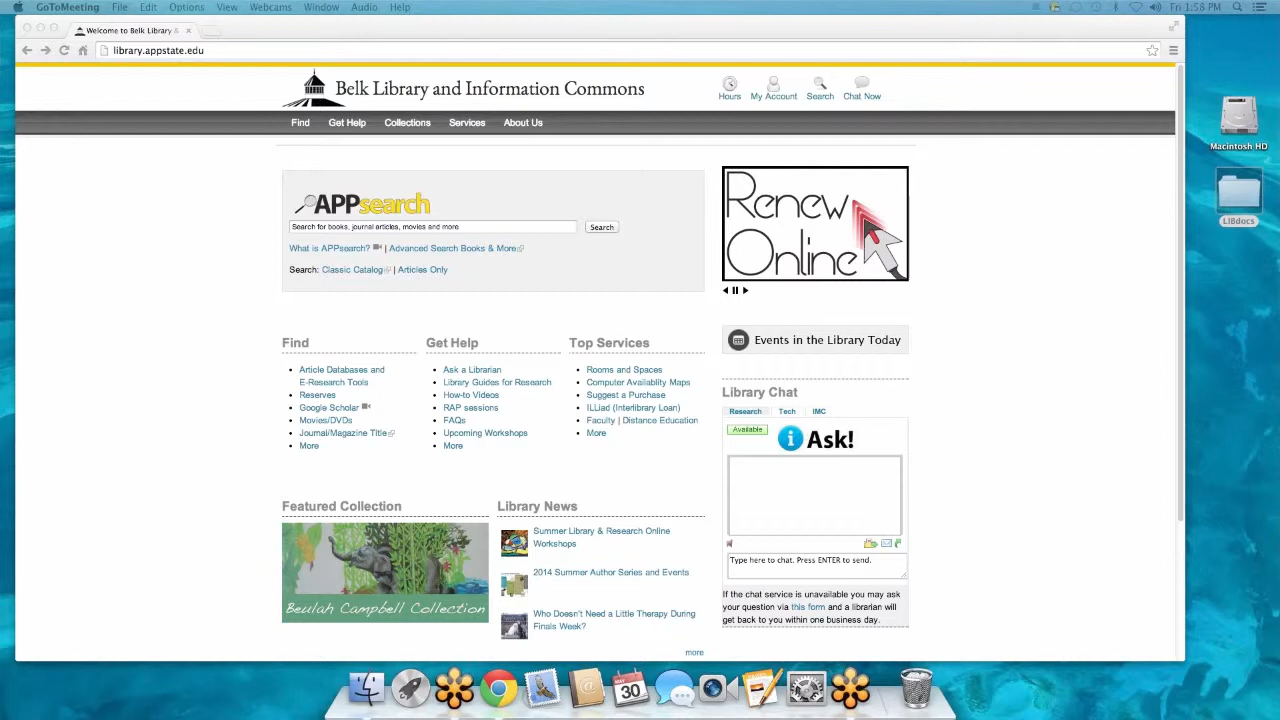 GoToMeeting File Edit Options View Webcams Window Audio Help Fri 1:58 PM
Welcome to Belk Library &
library.appstate.edu
Belk Library and Information Commons
Hours My Account Search Chat Now
Find Get Help Collections Services About Us
APPsearch
Search for books, journal articles, movies and more
Search
What is APPsearch? | Advanced Search Books & More
Search: Classic Catalog | Articles Only
Renew
Online
Events in the Library Today
Find
Article Databases and
E-Research Tools
Reserves
Google Scholar
Movies/DVDs
Journal/Magazine Title
More
Get Help
Ask a Librarian
Library Guides for Research
How-to Videos
RAP sessions
FAQs
Upcoming Workshops
More
Top Services
Rooms and Spaces
Computer Availablity Maps
Suggest a Purchase
ILLiad (Interlibrary Loan)
Faculty | Distance Education
More
Library Chat
Research Tech IMC
Available
Ask!
Type here to chat. Press ENTER to send.
If the chat service is unavailable you may ask
your question via this form and a librarian will
get back to you within one business day.
Featured Collection
Beulah Campbell Collection
Library News
Summer Library & Research Online
Workshops
2014 Summer Author Series and Events
Who Doesn't Need a Little Therapy During
Finals Week?
more
Macintosh HD
LIBdocs
MAY
30